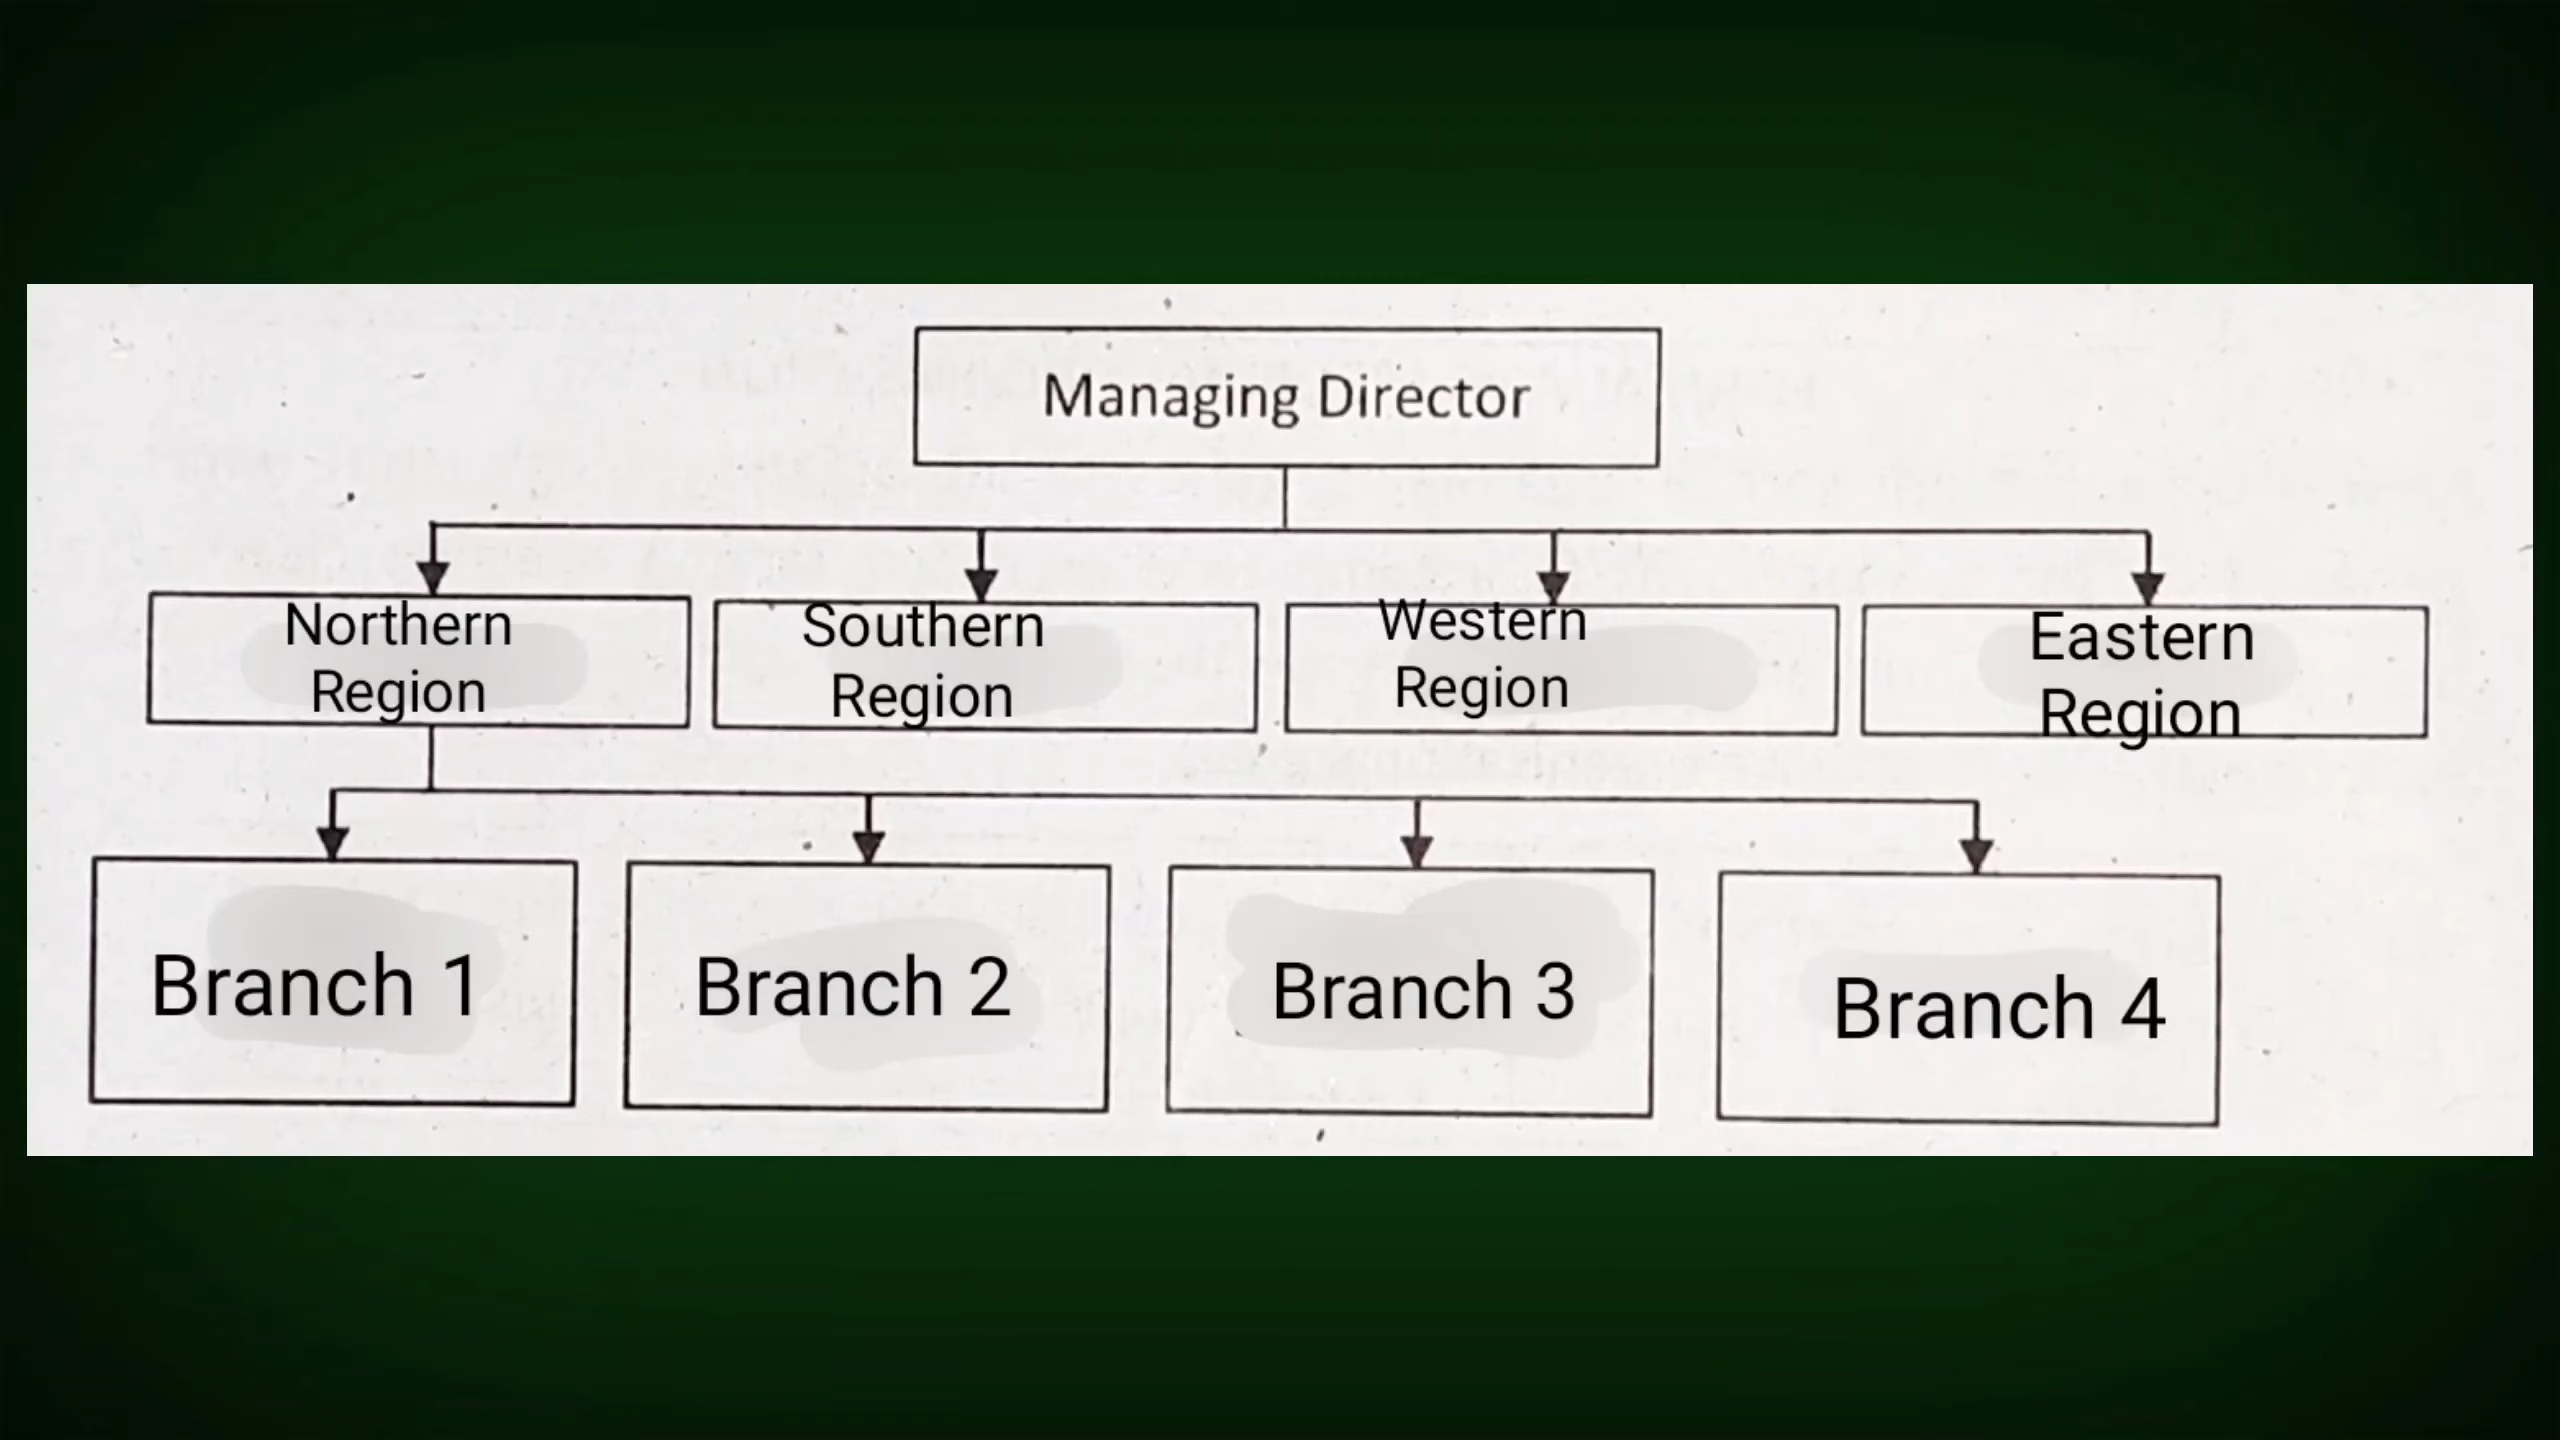 Managing Director
Northern
Region
Southern
Region
Western
Region
Eastern
Region
Branch 1
Branch 2
Branch 3
Branch 4